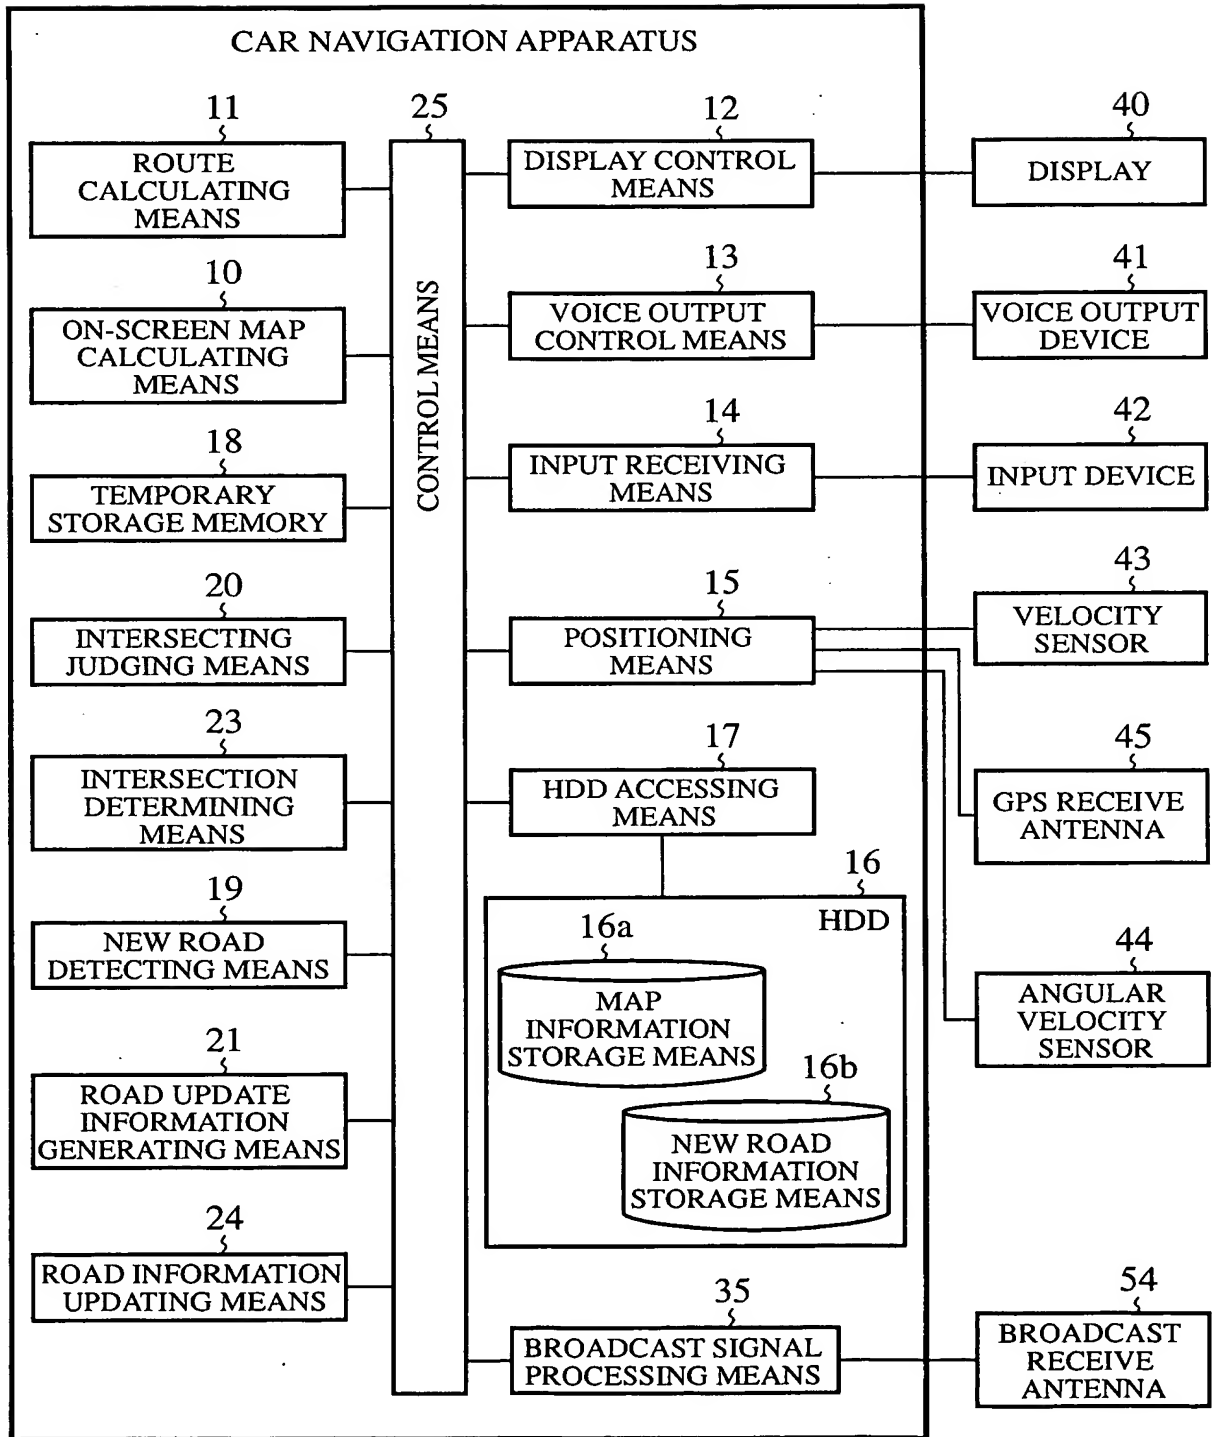 CAR NAVIGATION APPARATUS
11
ROUTE
CALCULATING
MEANS
10
ON-SCREEN MAP
CALCULATING
MEANS
18
TEMPORARY
STORAGE MEMORY
20
INTERSECTING
JUDGING MEANS
23
INTERSECTION
DETERMINING
MEANS
19
NEW ROAD
DETECTING MEANS
21
ROAD UPDATE
INFORMATION
GENERATING MEANS
24
ROAD INFORMATION
UPDATING MEANS
25
CONTROL MEANS
12
DISPLAY CONTROL
MEANS
13
VOICE OUTPUT
CONTROL MEANS
14
INPUT RECEIVING
MEANS
15
POSITIONING
MEANS
17
HDD ACCESSING
MEANS
16
HDD
16a
MAP
INFORMATION
STORAGE MEANS
16b
NEW ROAD
INFORMATION
STORAGE MEANS
35
BROADCAST SIGNAL
PROCESSING MEANS
40
DISPLAY
41
VOICE OUTPUT
DEVICE
42
INPUT DEVICE
43
VELOCITY
SENSOR
45
GPS RECEIVE
ANTENNA
44
ANGULAR
VELOCITY
SENSOR
54
BROADCAST
RECEIVE
ANTENNA